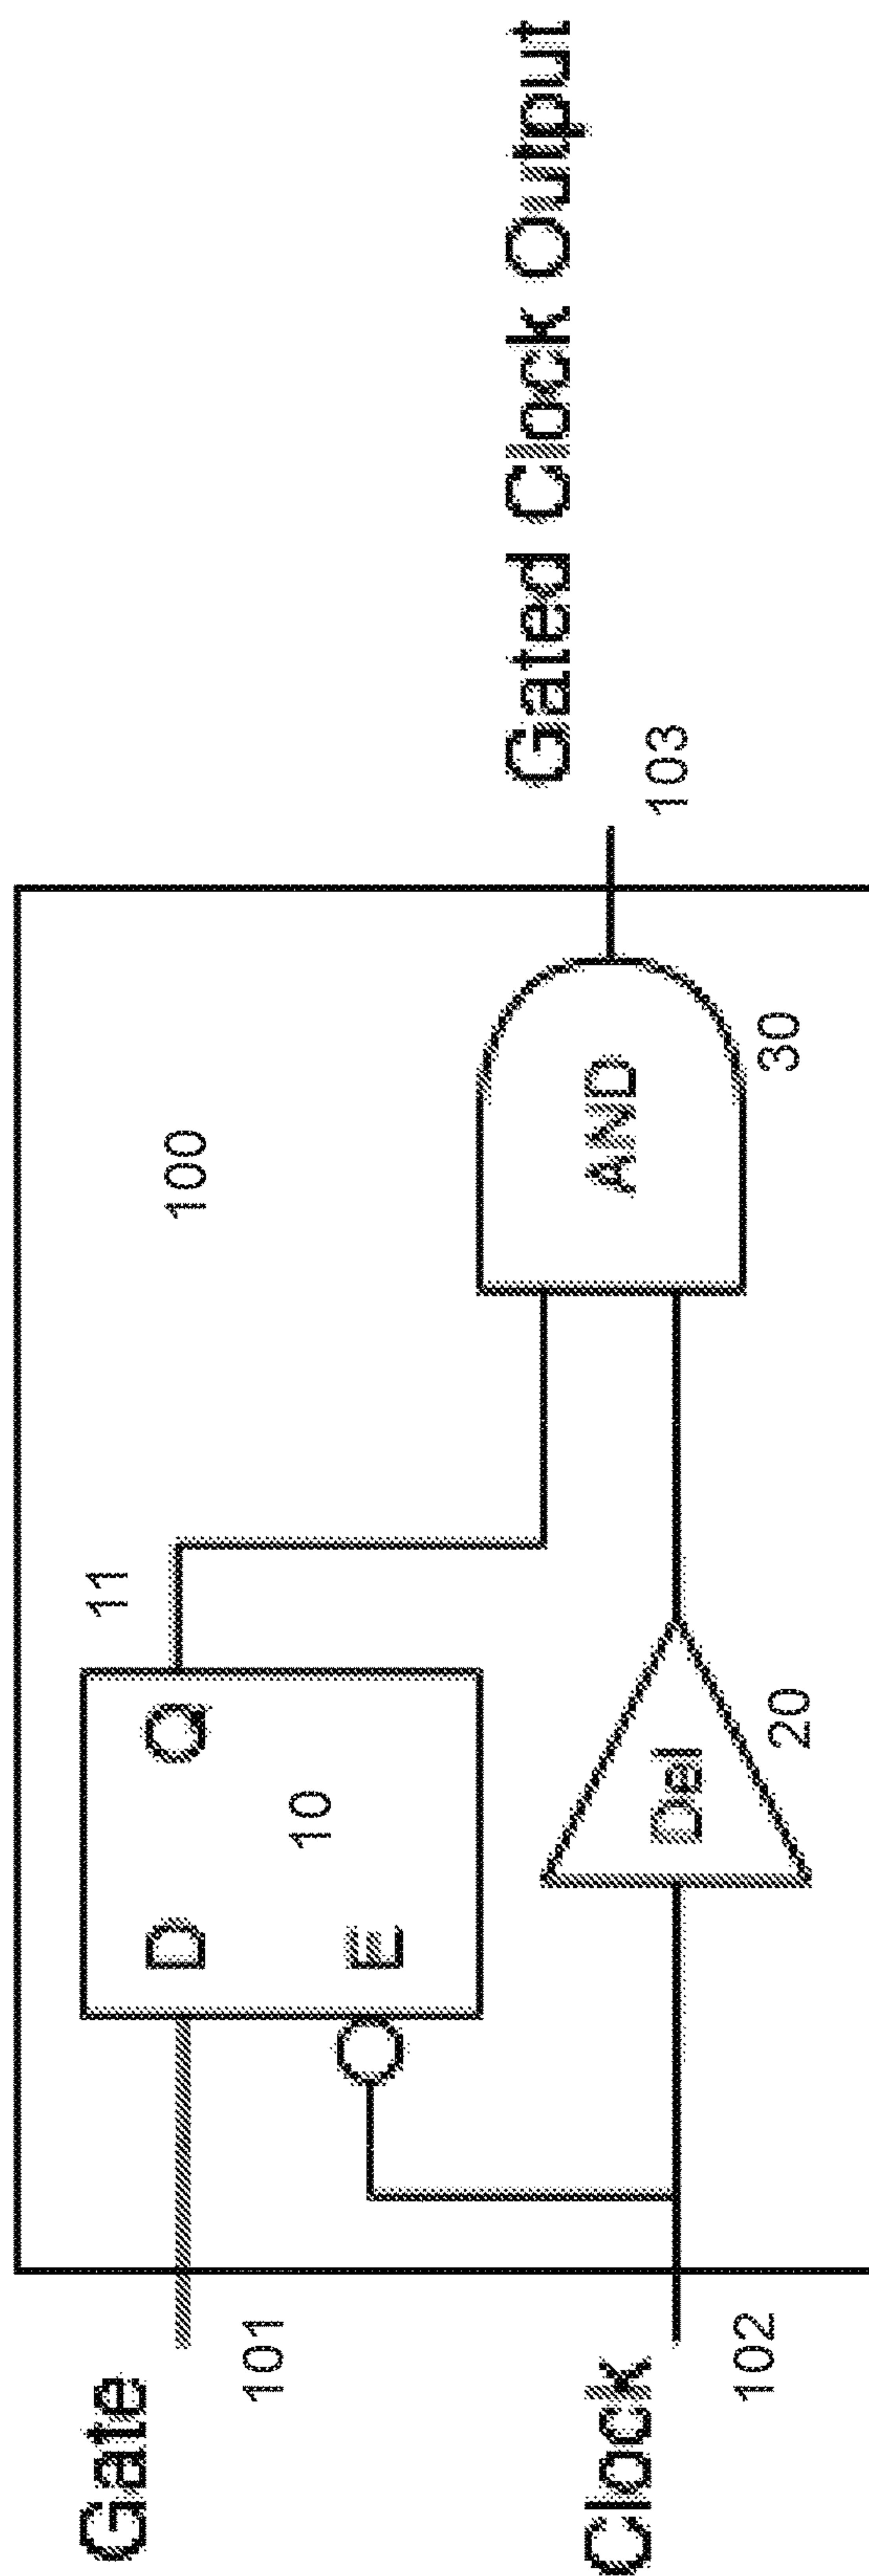 Gate
101
D
Q
11
100
E
10
Clock
102
Del
20
AND
30
Gated Clock Output
103